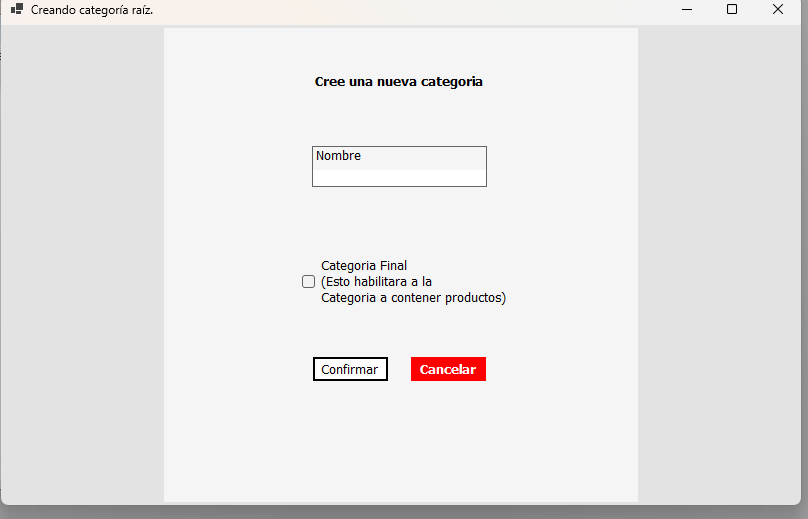 Creando categoría raíz.
Cree una nueva categoria
Nombre
Categoria Final
(Esto habilitara a la
Categoria a contener productos)
Confirmar
Cancelar